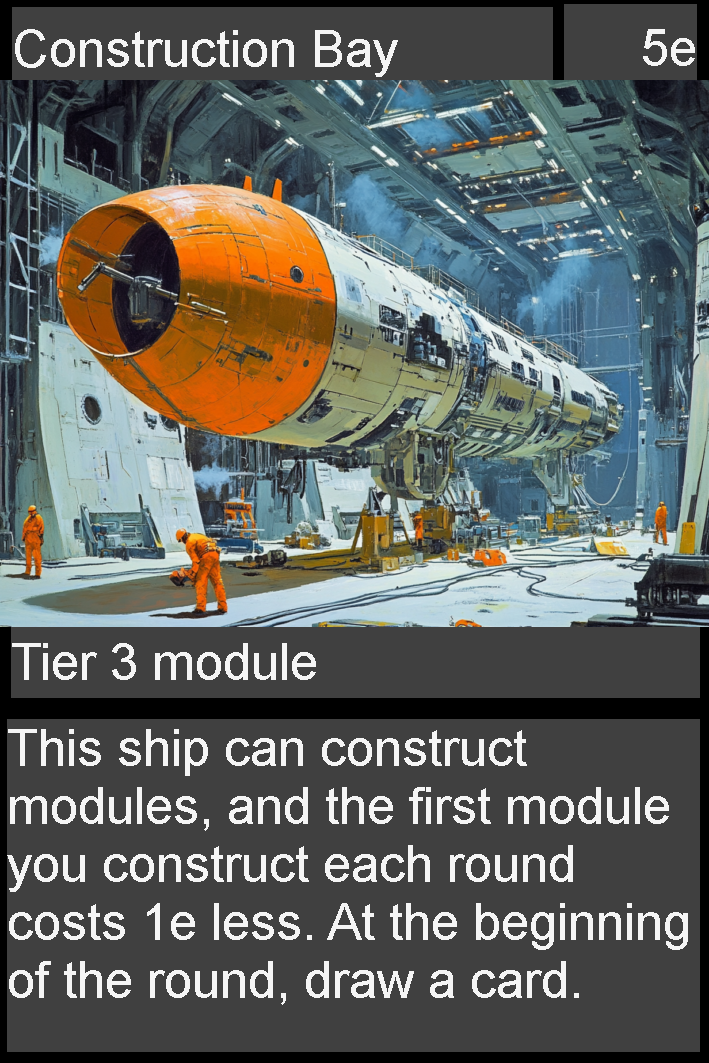 Construction Bay
5e
Tier 3 module
This ship can construct
modules, and the first module
you construct each round
costs 1e less. At the beginning
of the round, draw a card.